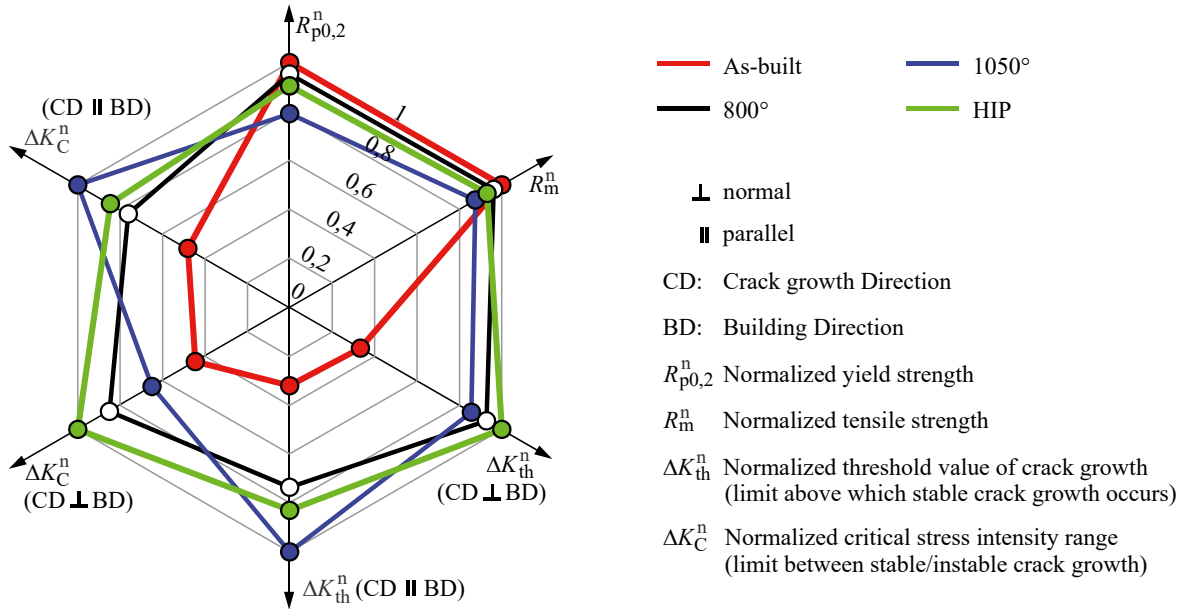 R^n_p0,2
(CD ǁ BD)
ΔK^n_C
1
0,8
0,6
0,4
0,2
0
R^n_m
ΔK^n_C
(CD ⊥ BD)
ΔK^n_th
(CD ⊥ BD)
ΔK^n_th (CD ǁ BD)
As-built
1050°
800°
HIP
⊥ normal
ǁ parallel
CD: Crack growth Direction
BD: Building Direction
R^n_p0,2 Normalized yield strength
R^n_m Normalized tensile strength
ΔK^n_th Normalized threshold value of crack growth
(limit above which stable crack growth occurs)
ΔK^n_C Normalized critical stress intensity range
(limit between stable/instable crack growth)